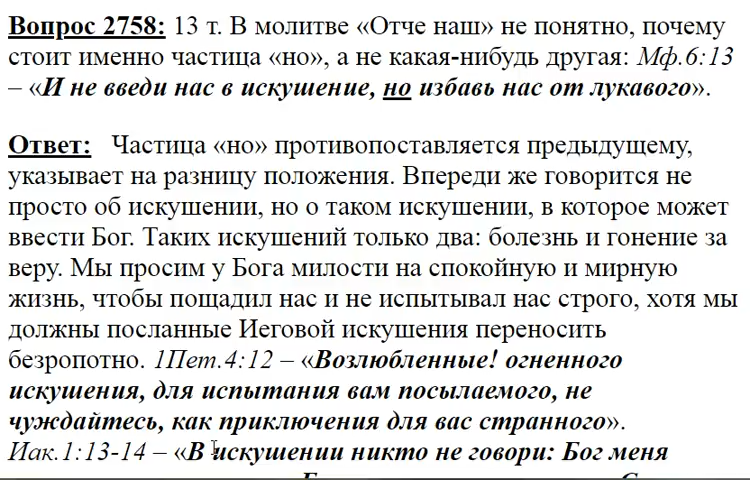 Вопрос 2758: 13 т. В молитве «Отче наш» не понятно, почему
стоит именно частица «но», а не какая-нибудь другая: Мф.6:13
– «И не введи нас в искушение, но избавь нас от лукавого».
Ответ: Частица «но» противопоставляется предыдущему,
указывает на разницу положения. Впереди же говорится не
просто об искушении, но о таком искушении, в которое может
ввести Бог. Таких искушений только два: болезнь и гонение за
веру. Мы просим у Бога милости на спокойную и мирную
жизнь, чтобы пощадил нас и не испытывал нас строго, хотя мы
должны посланные Иеговой искушения переносить
безропотно. 1Пет.4:12 – «Возлюбленные! огненного
искушения, для испытания вам посылаемого, не
чуждайтесь, как приключения для вас странного».
Иак.1:13-14 – «В искушении никто не говори: Бог меня